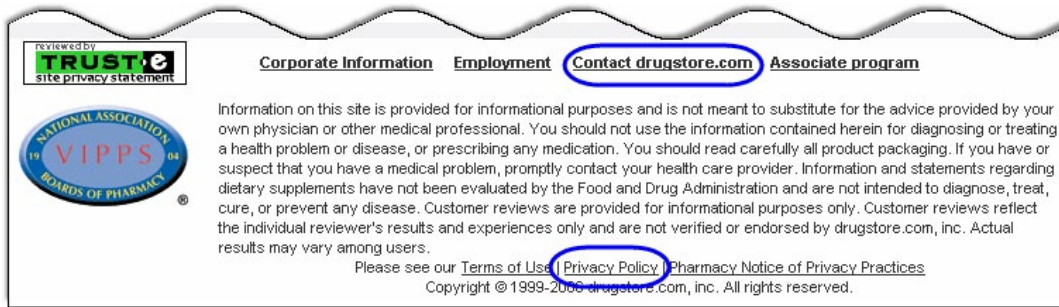 reviewed by
TRUST·e
site privacy statement
Corporate Information Employment Contact drugstore.com Associate program
NATIONAL ASSOCIATION
19 VIPPS 04
BOARDS OF PHARMACY
®
Information on this site is provided for informational purposes and is not meant to substitute for the advice provided by your
own physician or other medical professional. You should not use the information contained herein for diagnosing or treating
a health problem or disease, or prescribing any medication. You should read carefully all product packaging. If you have or
suspect that you have a medical problem, promptly contact your health care provider. Information and statements regarding
dietary supplements have not been evaluated by the Food and Drug Administration and are not intended to diagnose, treat,
cure, or prevent any disease. Customer reviews are provided for informational purposes only. Customer reviews reflect
the individual reviewer's results and experiences only and are not verified or endorsed by drugstore.com, inc. Actual
results may vary among users.
Please see our Terms of Use | Privacy Policy | Pharmacy Notice of Privacy Practices
Copyright © 1999-2006 drugstore.com, inc. All rights reserved.